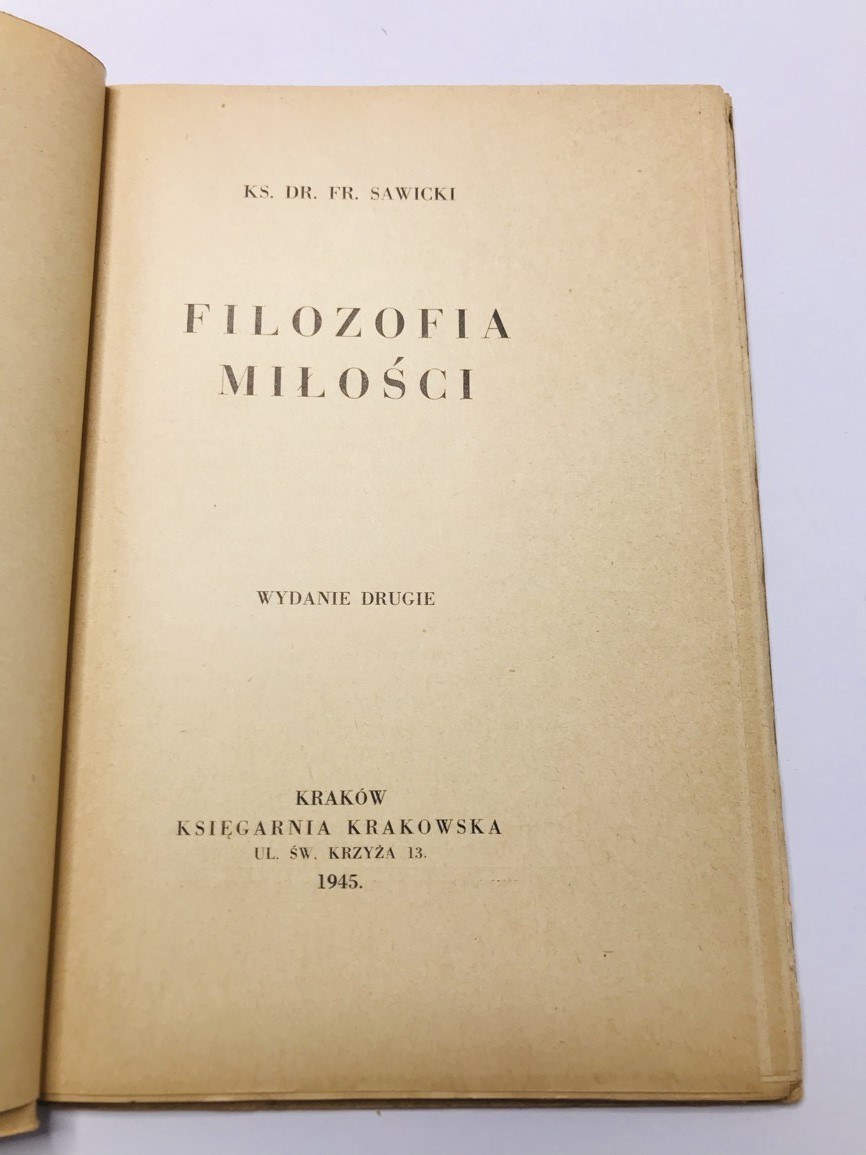 KS. DR. FR. SAWICKI
FILOZOFIA
MIŁOŚCI
WYDANIE DRUGIE
KRAKÓW
KSIĘGARNIA KRAKOWSKA
UL. ŚW. KRZYŻA 13.
1945.